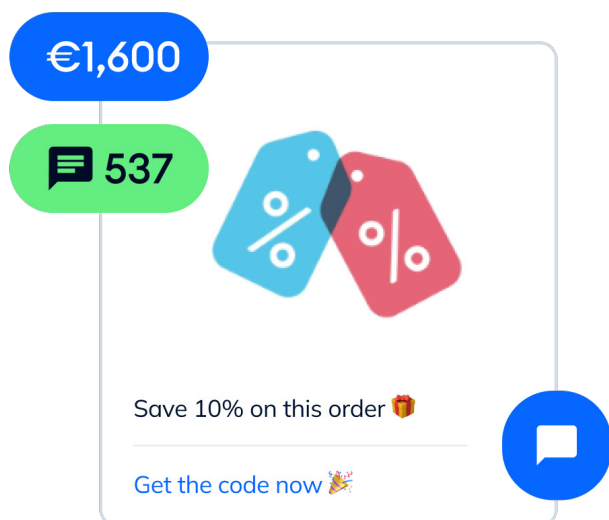 €1,600
537
% %
Save 10% on this order 🎁
Get the code now 🎉